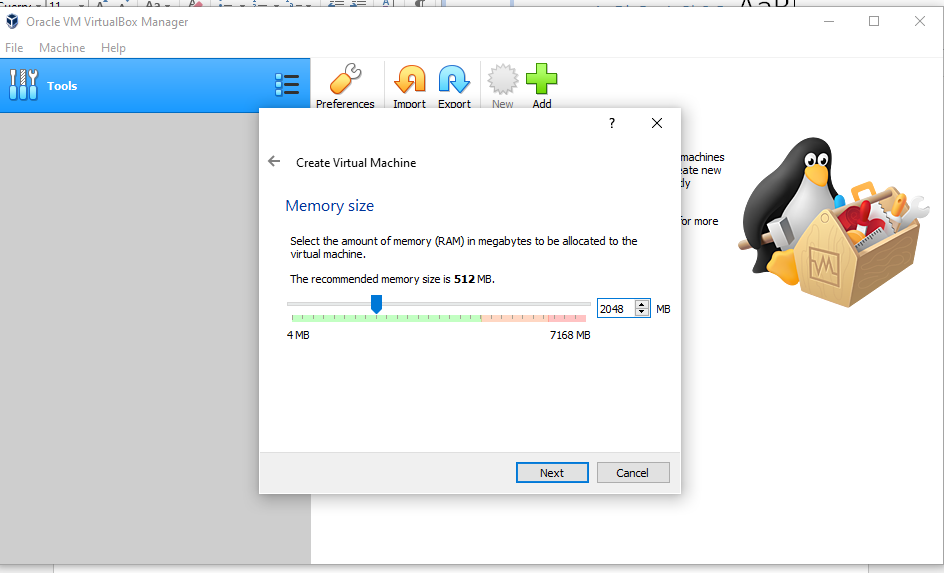 11
Aa
Oracle VM VirtualBox Manager
File Machine Help
Tools
Preferences Import Export New Add
?
Create Virtual Machine
machines
eate new
dy
for more
Memory size
Select the amount of memory (RAM) in megabytes to be allocated to the
virtual machine.
The recommended memory size is 512 MB.
2048 MB
4 MB 7168 MB
Next Cancel